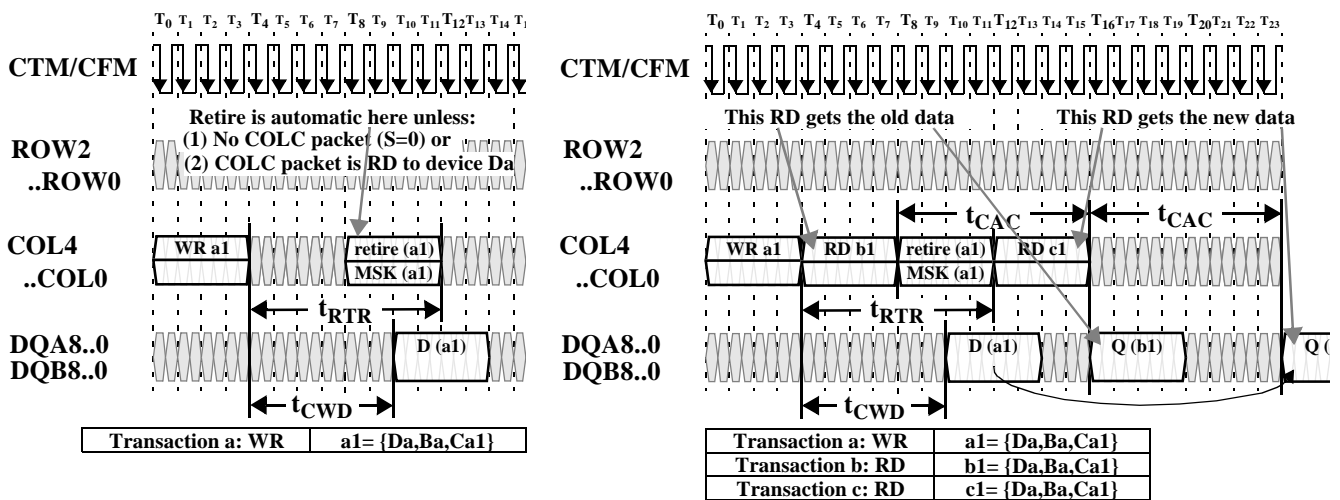 T0 T1 T2 T3 T4 T5 T6 T7 T8 T9 T10 T11 T12 T13 T14 T1
CTM/CFM
Retire is automatic here unless:
(1) No COLC packet (S=0) or
(2) COLC packet is RD to device Da
ROW2
..ROW0
COL4
..COL0
WR a1
retire (a1)
MSK (a1)
tRTR
DQA8..0
DQB8..0
D (a1)
tCWD
Transaction a: WR a1= {Da,Ba,Ca1}
T0 T1 T2 T3 T4 T5 T6 T7 T8 T9 T10 T11 T12 T13 T14 T15 T16 T17 T18 T19 T20 T21 T22 T23
CTM/CFM
This RD gets the old data
This RD gets the new data
ROW2
..ROW0
tCAC
tCAC
COL4
..COL0
WR a1
RD b1
retire (a1)
MSK (a1)
RD c1
tRTR
DQA8..0
DQB8..0
D (a1)
Q (b1)
Q (
tCWD
Transaction a: WR a1= {Da,Ba,Ca1}
Transaction b: RD b1= {Da,Ba,Ca1}
Transaction c: RD c1= {Da,Ba,Ca1}